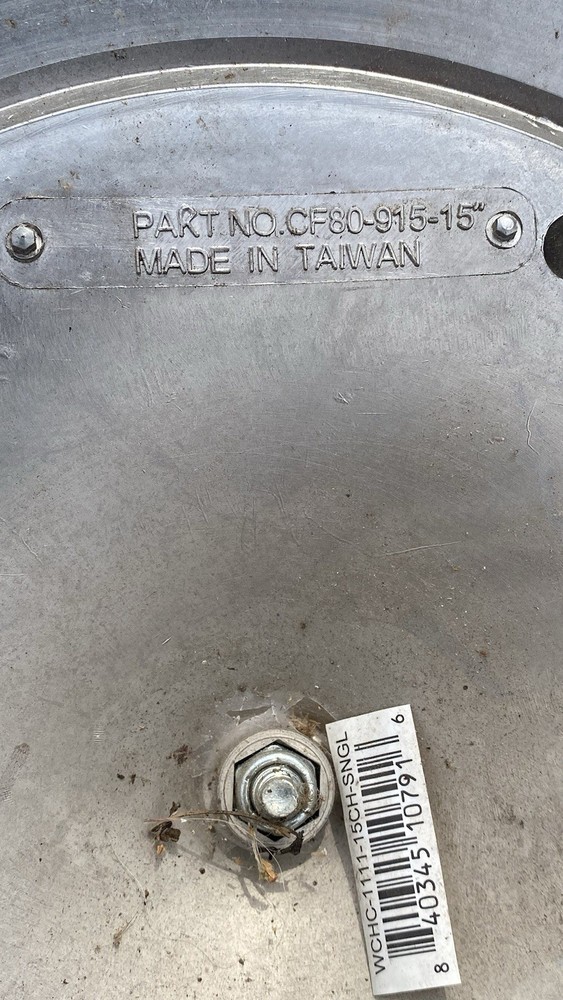 PART NO.CF80-915-15"
MADE IN TAIWAN
WCHC-1111-15CH-SNGL
8 40345 10791 6